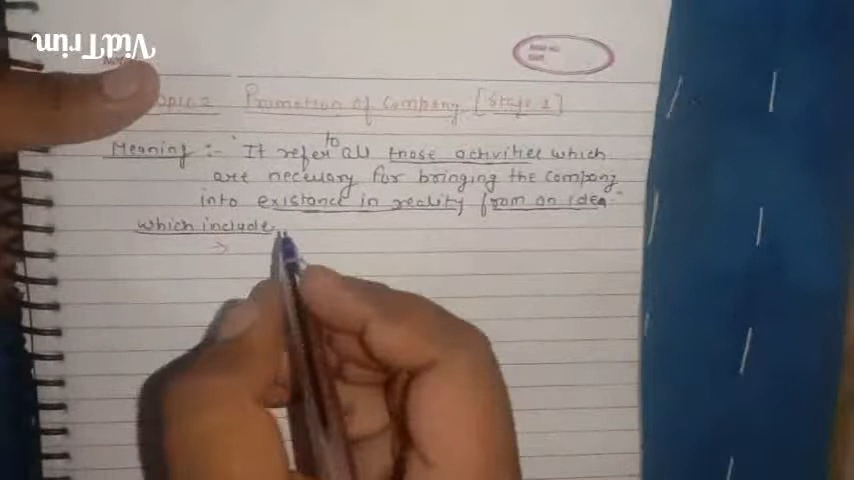 VidTrim
Topic 2 Promotion of Company [Stage 1]
Meaning :- "It refer to all those activities which
are necessary for bringing the company
into existance in reality from an idea"
which include
→